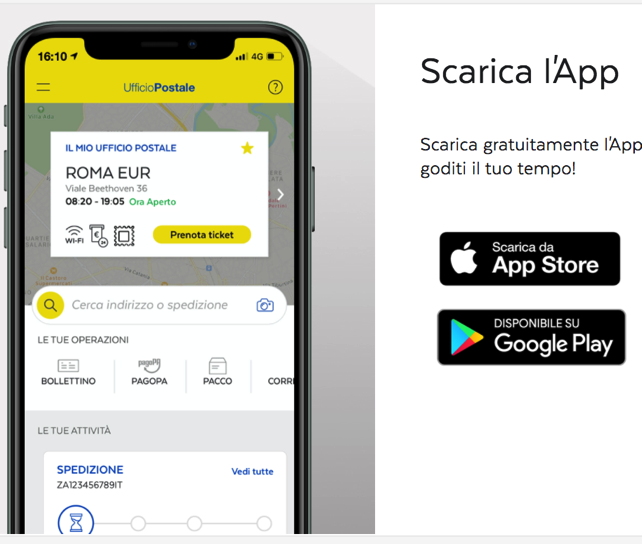 16:10
4G
UfficioPostale
?
IL MIO UFFICIO POSTALE
ROMA EUR
Viale Beethoven 36
08:20 - 19:05 Ora Aperto
WI-FI
24
Prenota ticket
Cerca indirizzo o spedizione
LE TUE OPERAZIONI
pagoPA
BOLLETTINO
PAGOPA
PACCO
CORRI
LE TUE ATTIVITÀ
SPEDIZIONE
Vedi tutte
ZA123456789IT
Scarica l'App
Scarica gratuitamente l'App
goditi il tuo tempo!
Scarica da
App Store
DISPONIBILE SU
Google Play